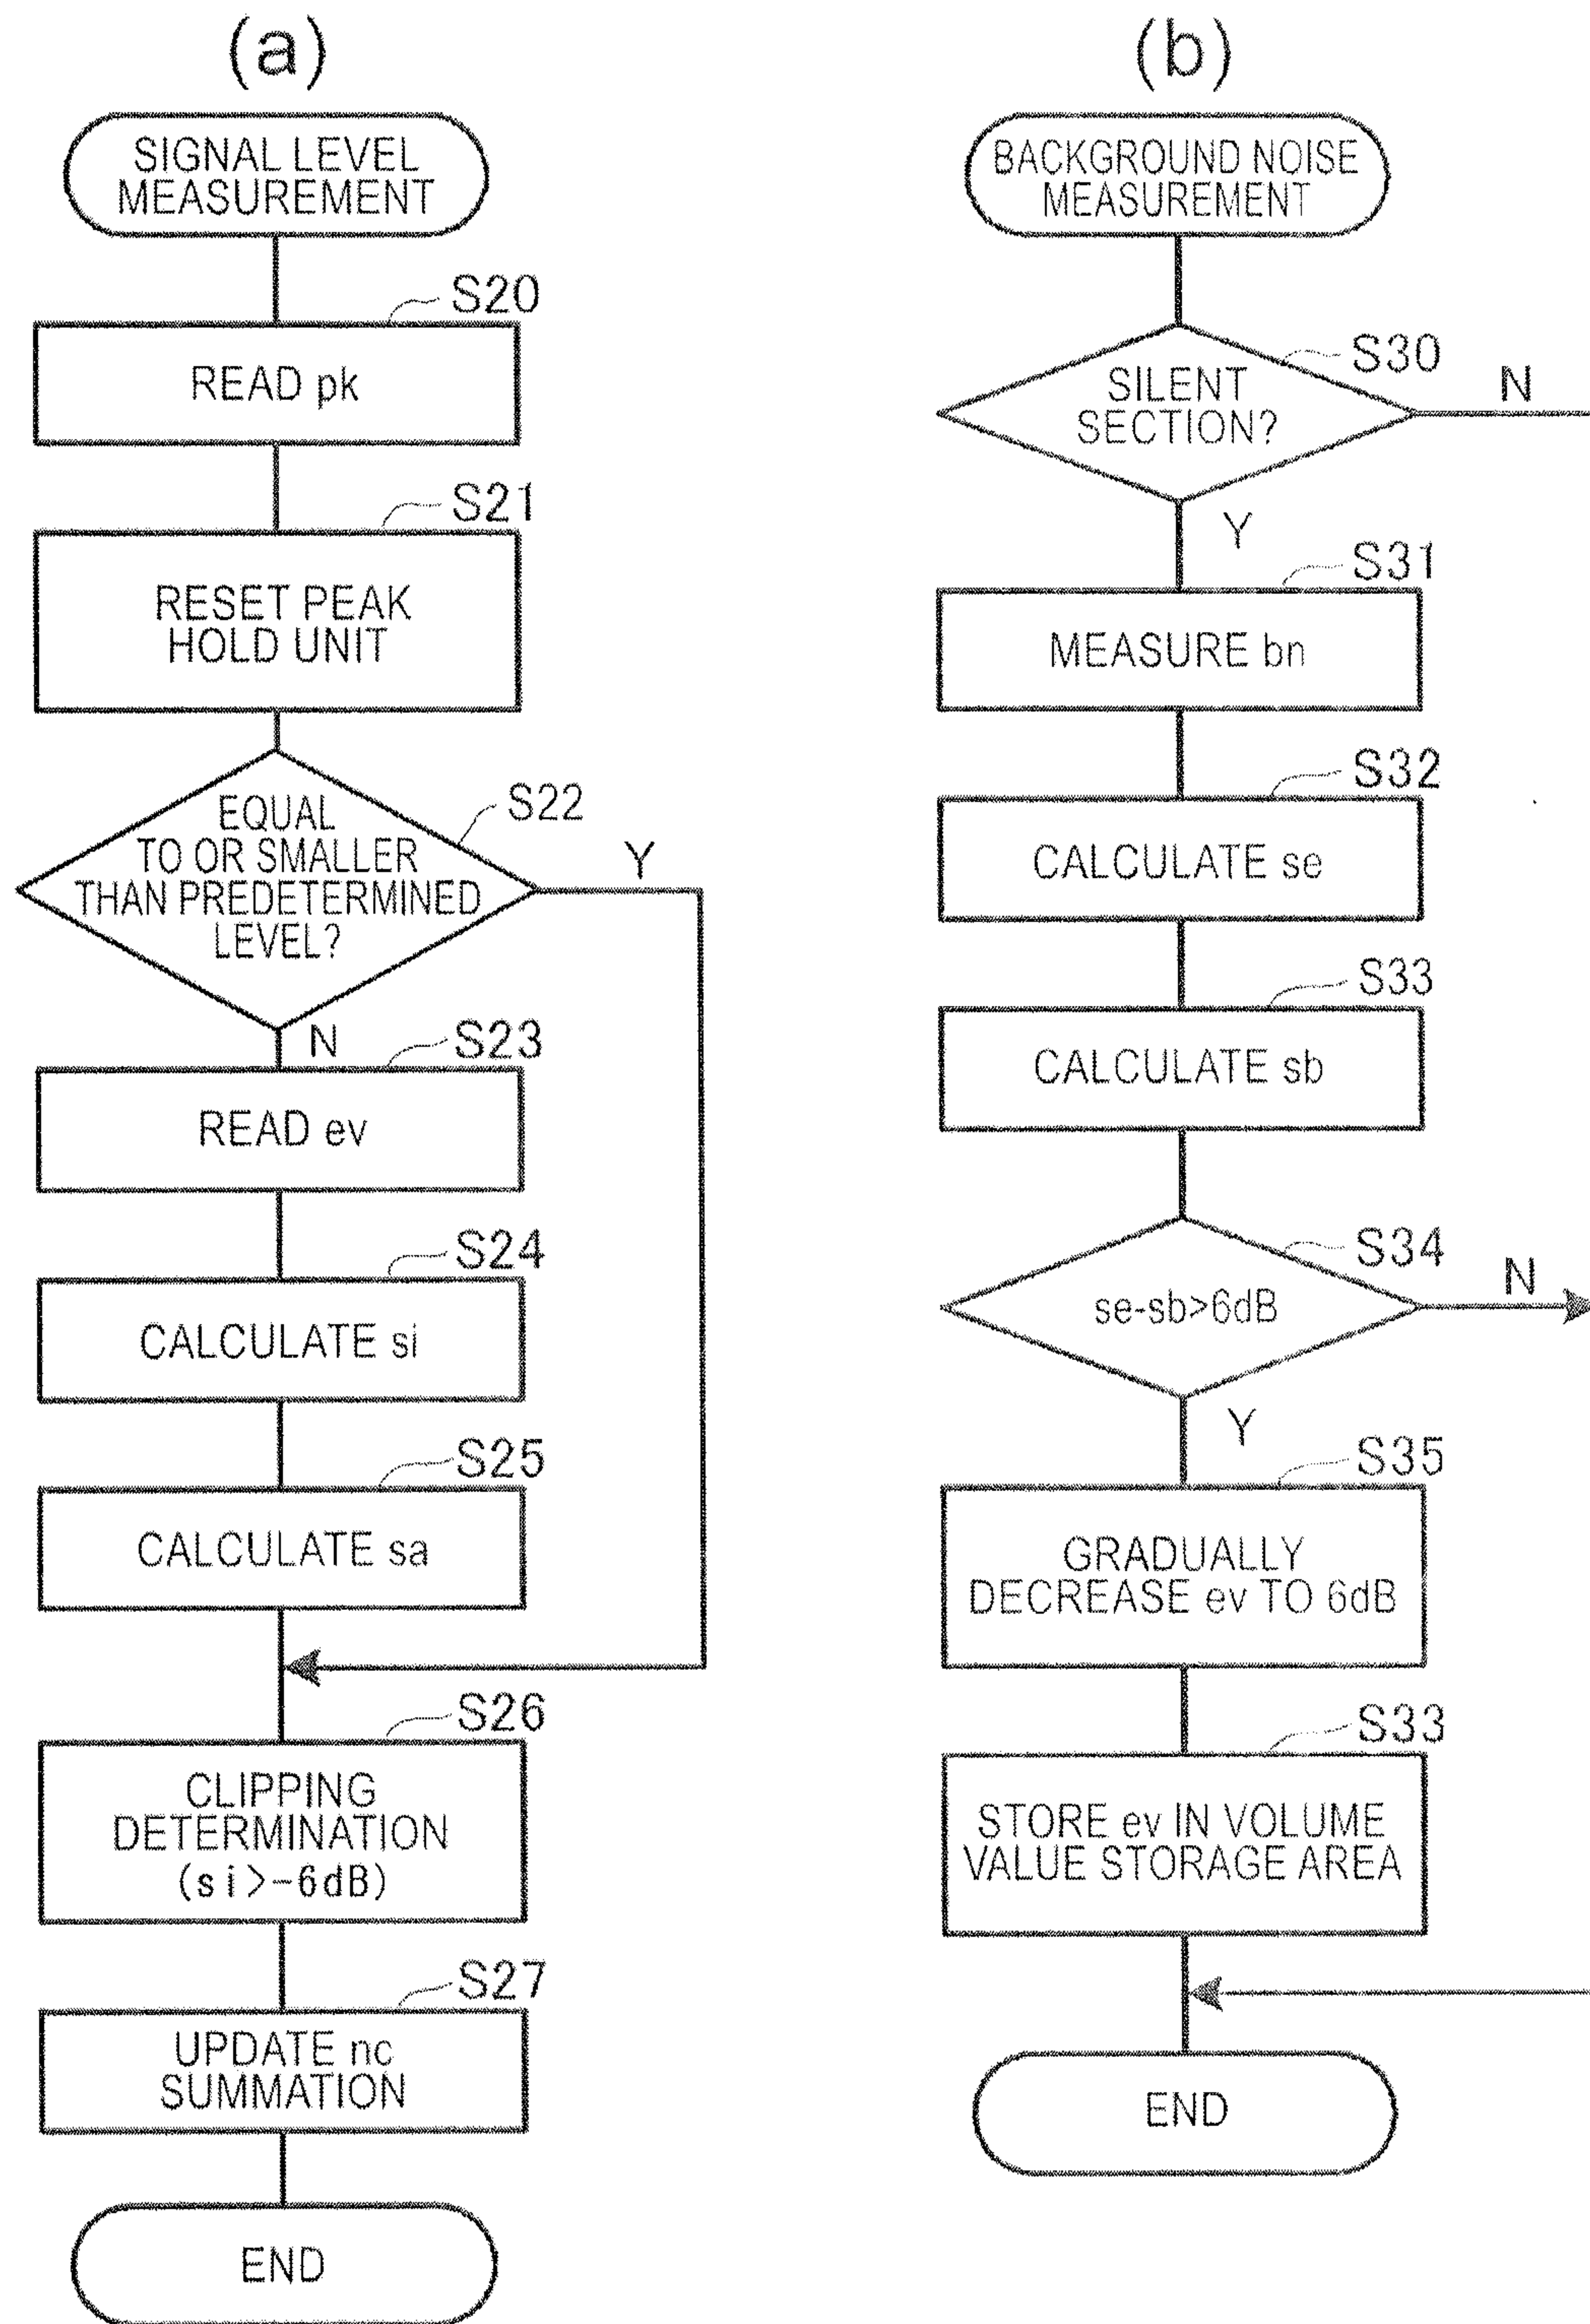 (a)
SIGNAL LEVEL
MEASUREMENT
S20
READ pk
S21
RESET PEAK
HOLD UNIT
S22
EQUAL
TO OR SMALLER
THAN PREDETERMINED
LEVEL?
Y
N
S23
READ ev
S24
CALCULATE si
S25
CALCULATE sa
S26
CLIPPING
DETERMINATION
(si>-6dB)
S27
UPDATE nc
SUMMATION
END
(b)
BACKGROUND NOISE
MEASUREMENT
S30
SILENT
SECTION?
N
Y
S31
MEASURE bn
S32
CALCULATE se
S33
CALCULATE sb
S34
se-sb>6dB
N
Y
S35
GRADUALLY
DECREASE ev TO 6dB
S33
STORE ev IN VOLUME
VALUE STORAGE AREA
END